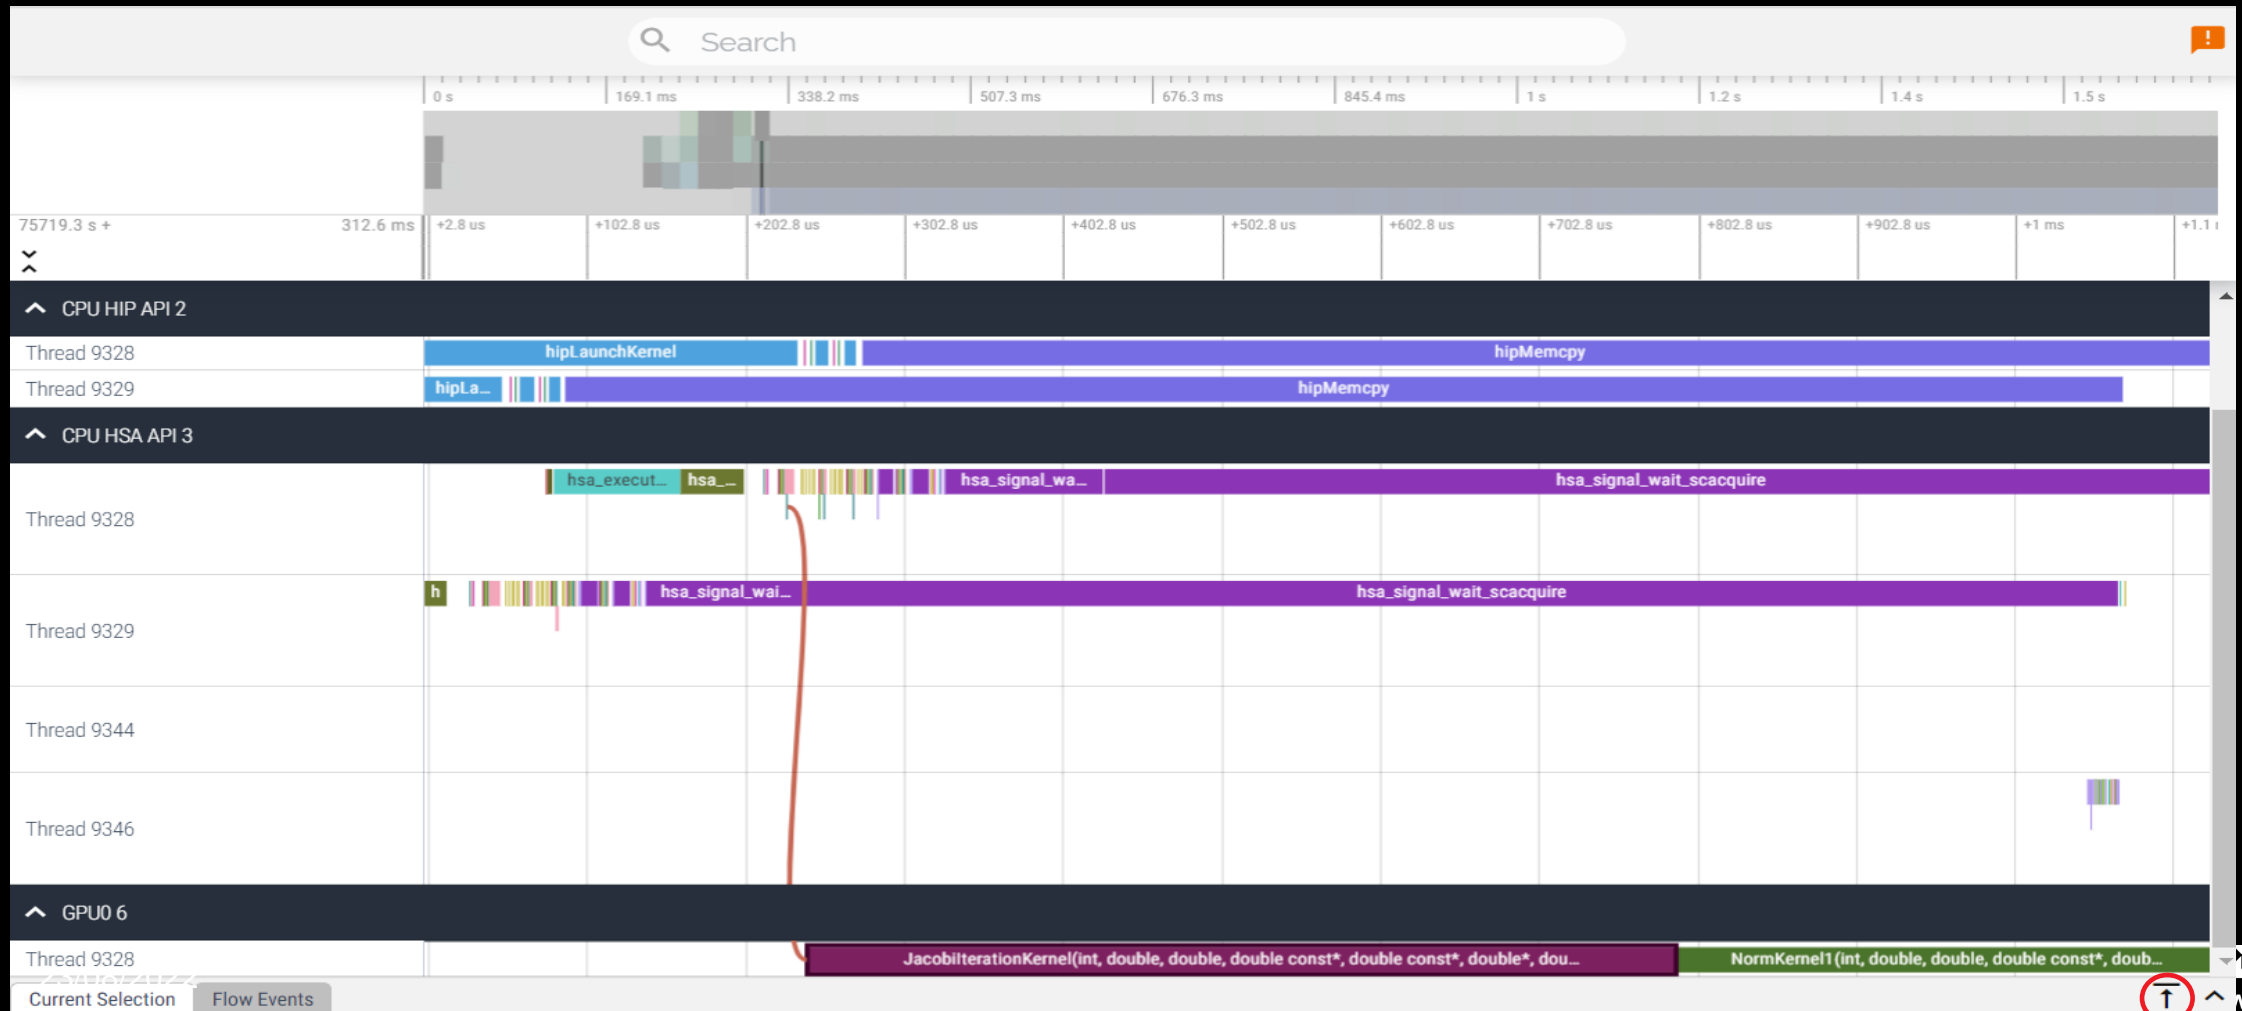 Search
0 s 169.1 ms 338.2 ms 507.3 ms 676.3 ms 845.4 ms 1 s 1.2 s 1.4 s 1.5 s
75719.3 s + 312.6 ms +2.8 us +102.8 us +202.8 us +302.8 us +402.8 us +502.8 us +602.8 us +702.8 us +802.8 us +902.8 us +1 ms +1.1
CPU HIP API 2
Thread 9328 hipLaunchKernel hipMemcpy
Thread 9329 hipLa... hipMemcpy
CPU HSA API 3
hsa_execut... hsa_... hsa_signal_wa... hsa_signal_wait_scacquire
Thread 9328
h hsa_signal_wai... hsa_signal_wait_scacquire
Thread 9329
Thread 9344
Thread 9346
GPU0 6
Thread 9328 JacobiIterationKernel(int, double, double, double const*, double const*, double*, dou... NormKernel1(int, double, double, double const*, doub...
23/08/2022
Current Selection Flow Events